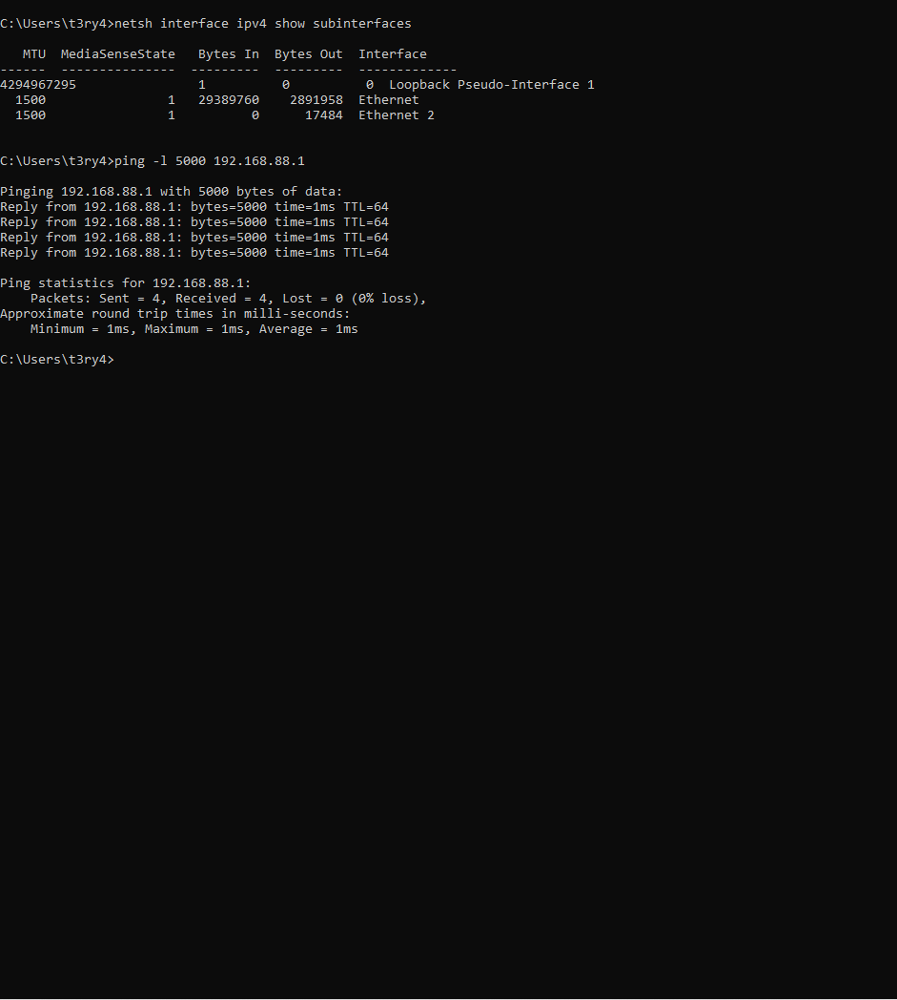 C:\Users\t3ry4>netsh interface ipv4 show subinterfaces
   MTU  MediaSenseState   Bytes In  Bytes Out  Interface
------  ---------------  ---------  ---------  -------------
4294967295                1          0          0  Loopback Pseudo-Interface 1
  1500                1   29389760    2891958  Ethernet
  1500                1          0      17484  Ethernet 2
C:\Users\t3ry4>ping -l 5000 192.168.88.1
Pinging 192.168.88.1 with 5000 bytes of data:
Reply from 192.168.88.1: bytes=5000 time=1ms TTL=64
Reply from 192.168.88.1: bytes=5000 time=1ms TTL=64
Reply from 192.168.88.1: bytes=5000 time=1ms TTL=64
Reply from 192.168.88.1: bytes=5000 time=1ms TTL=64
Ping statistics for 192.168.88.1:
    Packets: Sent = 4, Received = 4, Lost = 0 (0% loss),
Approximate round trip times in milli-seconds:
    Minimum = 1ms, Maximum = 1ms, Average = 1ms
C:\Users\t3ry4>